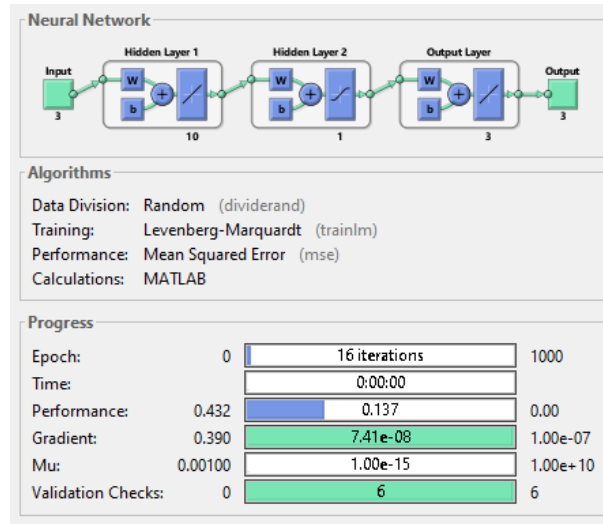 Neural Network
Hidden Layer 1 Hidden Layer 2 Output Layer
Input Output
W W W
b b b
3 3
10 1 3
Algorithms
Data Division: Random (dividerand)
Training: Levenberg-Marquardt (trainlm)
Performance: Mean Squared Error (mse)
Calculations: MATLAB
Progress
Epoch: 0 16 iterations 1000
Time: 0:00:00
Performance: 0.432 0.137 0.00
Gradient: 0.390 7.41e-08 1.00e-07
Mu: 0.00100 1.00e-15 1.00e+10
Validation Checks: 0 6 6